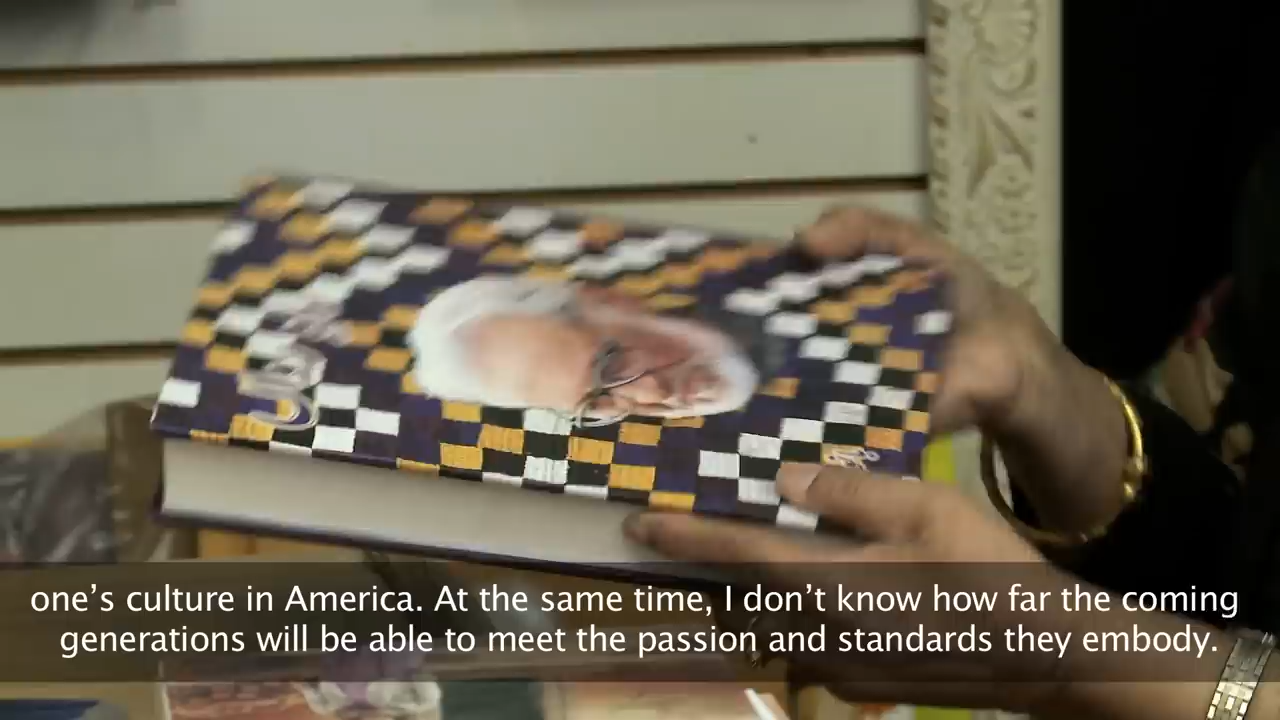 one's culture in America. At the same time, I don't know how far the coming
generations will be able to meet the passion and standards they embody.